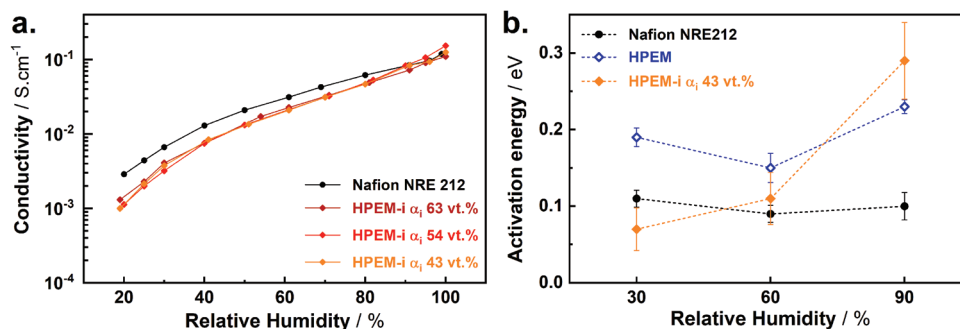 a.
Conductivity / S.cm⁻¹
10⁻¹
10⁻²
10⁻³
10⁻⁴
Nafion NRE 212
HPEM-i αᵢ 63 vt.%
HPEM-i αᵢ 54 vt.%
HPEM-i αᵢ 43 vt.%
20 40 60 80 100
Relative Humidity / %
b.
Activation energy / eV
0.3
0.2
0.1
0.0
Nafion NRE212
HPEM
HPEM-i αᵢ 43 vt.%
30 60 90
Relative Humidity / %